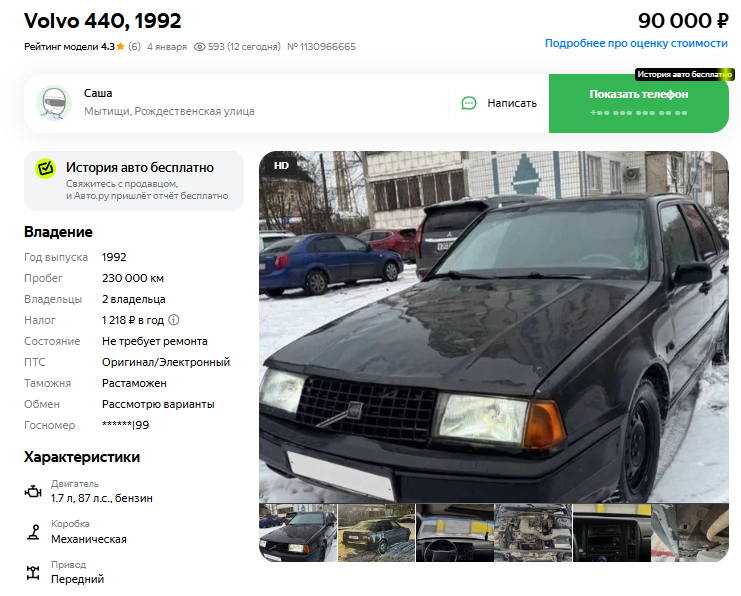 Volvo 440, 1992
90 000 ₽
Рейтинг модели 4.3 (6) 4 января 593 (12 сегодня) № 1130966665
Подробнее про оценку стоимости
История авто бесплатно
Саша
Мытищи, Рождественская улица
Написать
Показать телефон
История авто бесплатно
Свяжитесь с продавцом,
и Авто.ру пришлёт отчёт бесплатно
HD
Владение
Год выпуска 1992
Пробег 230 000 км
Владельцы 2 владельца
Налог 1 218 ₽ в год
Состояние Не требует ремонта
ПТС Оригинал/Электронный
Таможня Растаможен
Обмен Рассмотрю варианты
Госномер ******|99
Характеристики
Двигатель
1.7 л, 87 л.с., бензин
Коробка
Механическая
Привод
Передний